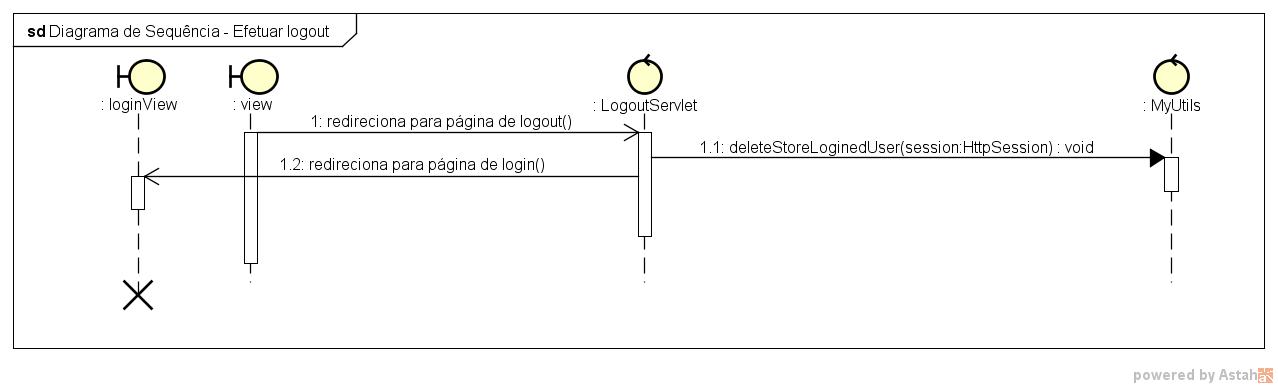 sd Diagrama de Sequência - Efetuar logout
: loginView
: view
: LogoutServlet
: MyUtils
1: redireciona para página de logout()
1.1: deleteStoreLoginedUser(session:HttpSession) : void
1.2: redireciona para página de login()
powered by Astah